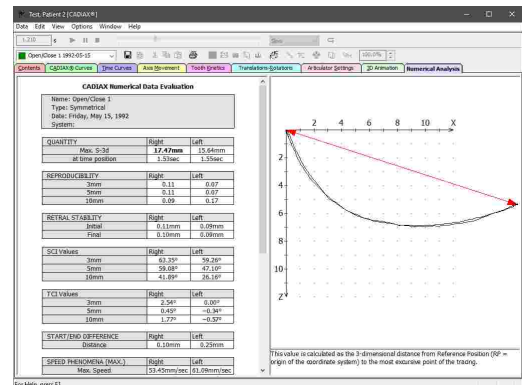 Test, Patient 2 [CADIAX®]
Data Edit View Options Window Help
1.210 s
Open/Close 1 1992-05-15
100.0%
Contents CADIAX® Curves Time Curves Axis Movement Tooth Kinetics Translations-Rotations Articulator Settings 3D Animation Numerical Analysis
CADIAX Numerical Data Evaluation
Name: Open/Close 1
Type: Symmetrical
Date: Friday, May 15, 1992
System:
QUANTITY Right Left
Max. S-3d 17.47mm 15.64mm
at time position 1.53sec 1.55sec
REPRODUCIBILITY Right Left
3mm 0.11 0.07
5mm 0.11 0.07
10mm 0.09 0.17
RETRAL STABILITY Right Left
Initial 0.11mm 0.09mm
Final 0.10mm 0.09mm
SCI Values Right Left
3mm 63.35° 59.26°
5mm 59.08° 47.10°
10mm 41.89° 26.16°
TCI Values Right Left
3mm 2.54° 0.00°
5mm 0.45° -0.34°
10mm 1.77° -0.57°
START/END DIFFERENCE Right Left
Distance 0.10mm 0.25mm
SPEED PHENOMENA (MAX.) Right Left
Max. Speed 53.45mm/sec 61.09mm/sec
2 4 6 8 10 X
2
4
6
8
10
Z
This value is calculated as the 3-dimensional distance from Reference Position (RP = origin of the coordinate system) to the most excursive point of the tracing.
For Help, press F1